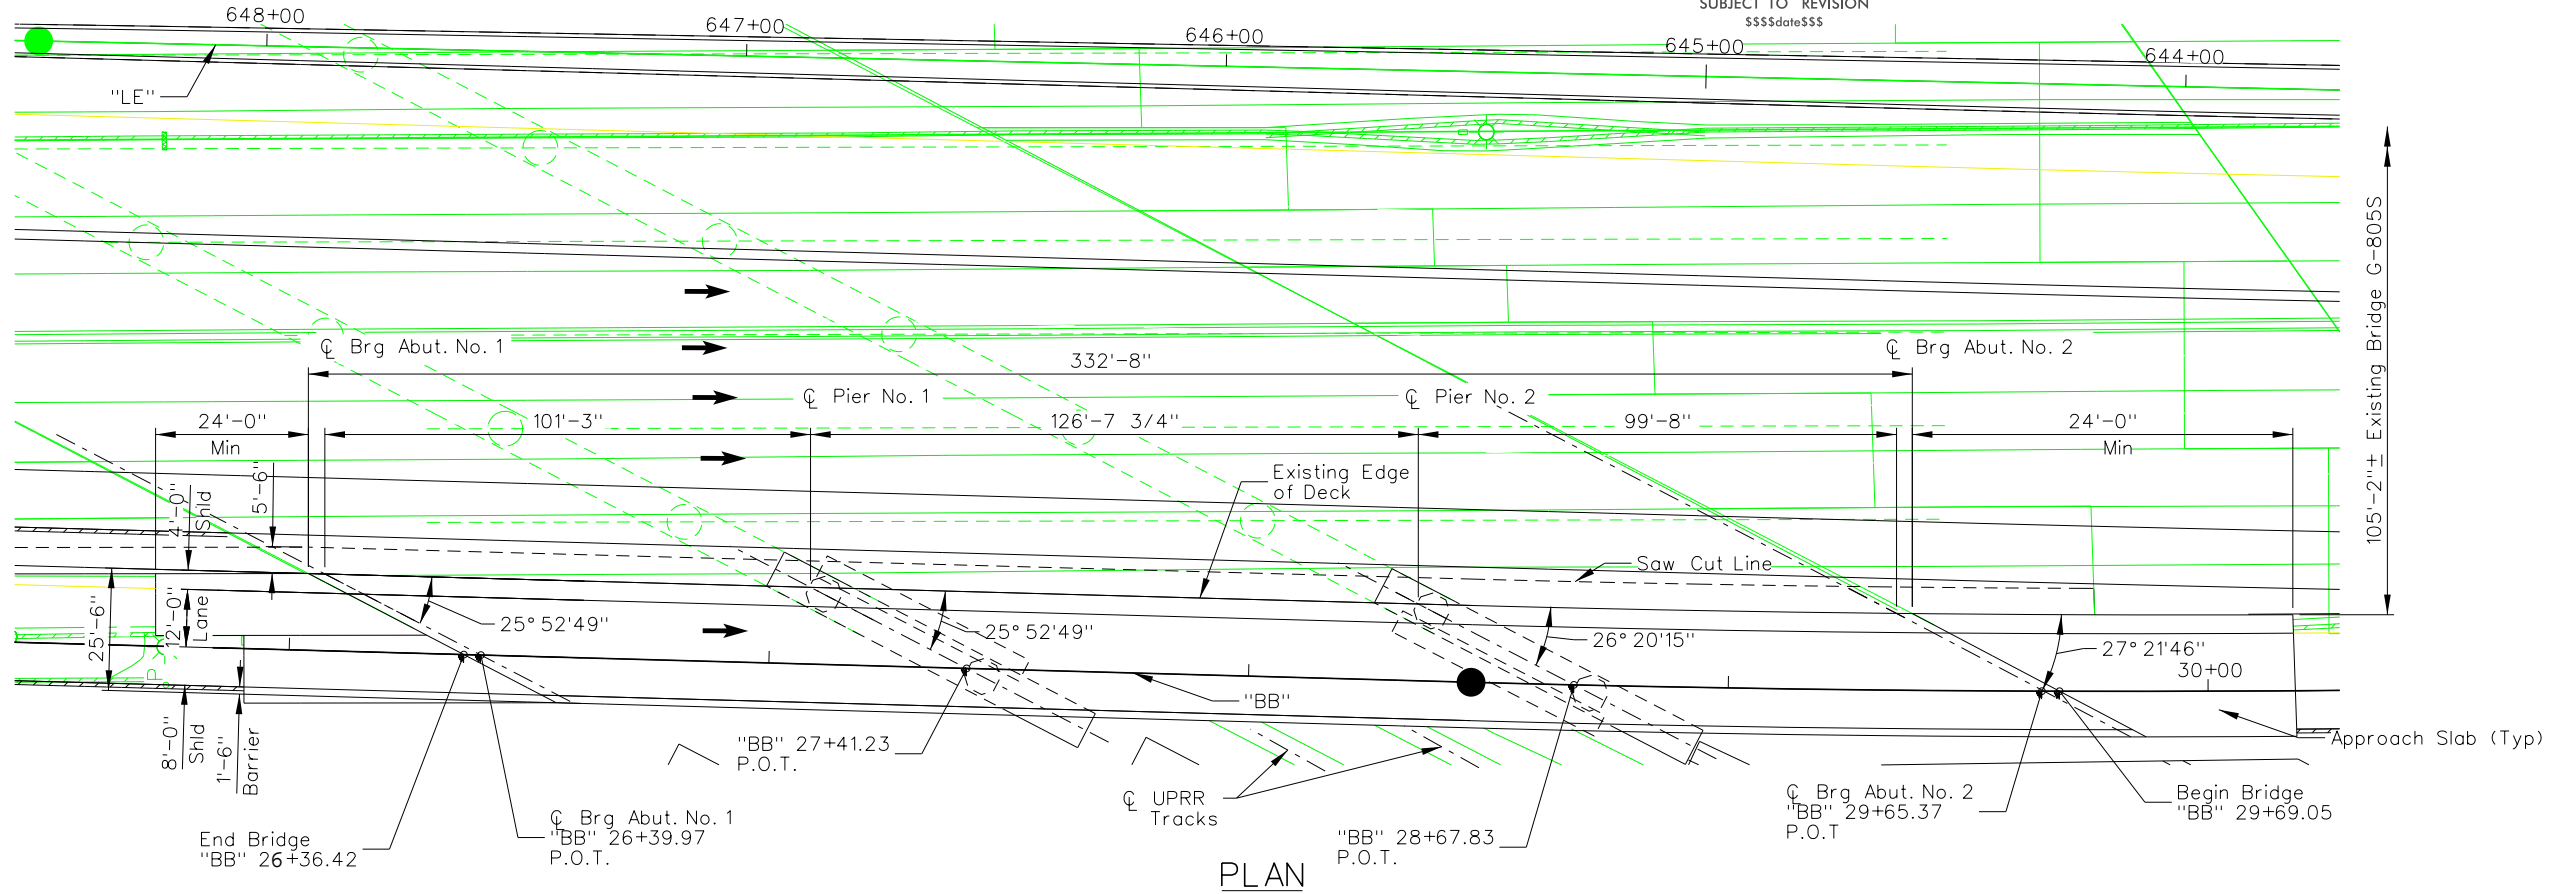 SUBJECT TO REVISION
$$$$date$$$
648+00
647+00
646+00
645+00
644+00
"LE"
105'-2"± Existing Bridge G-805S
℄ Brg Abut. No. 1
332'-8"
℄ Brg Abut. No. 2
℄ Pier No. 1
℄ Pier No. 2
24'-0"
Min
101'-3"
126'-7 3/4"
99'-8"
24'-0"
Min
5'-6"
4'-0"
Shld
Existing Edge
of Deck
Saw Cut Line
25'-6"
12'-0"
Lane
25°52'49"
25°52'49"
26°20'15"
27°21'46"
30+00
P
"BB"
8'-0"
Shld
1'-6"
Barrier
"BB" 27+41.23
P.O.T.
Approach Slab (Typ)
℄ UPRR
Tracks
℄ Brg Abut. No. 2
"BB" 29+65.37
P.O.T
Begin Bridge
"BB" 29+69.05
℄ Brg Abut. No. 1
"BB" 26+39.97
P.O.T.
End Bridge
"BB" 26+36.42
"BB" 28+67.83
P.O.T.
PLAN